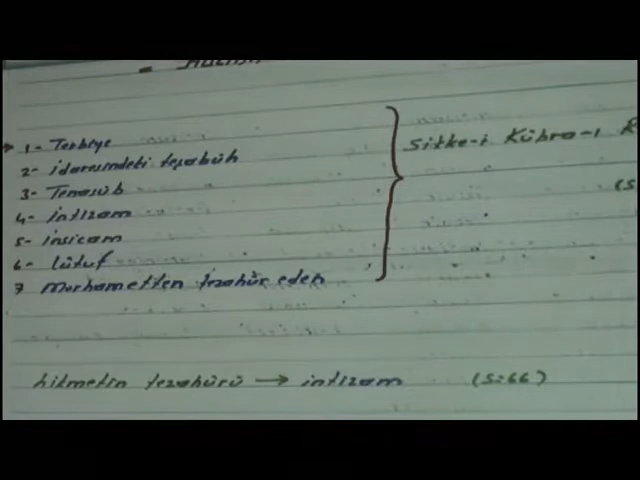 1- Terbiye
2- idaresindeki teşabüh
3- Tenasüb
4- intizam
5- insicam
6- lütuf
7 Merhametten tezahür eden
Sikke-i Kübra-ı
(S
hikmetin tezahürü → intizam (S:66)